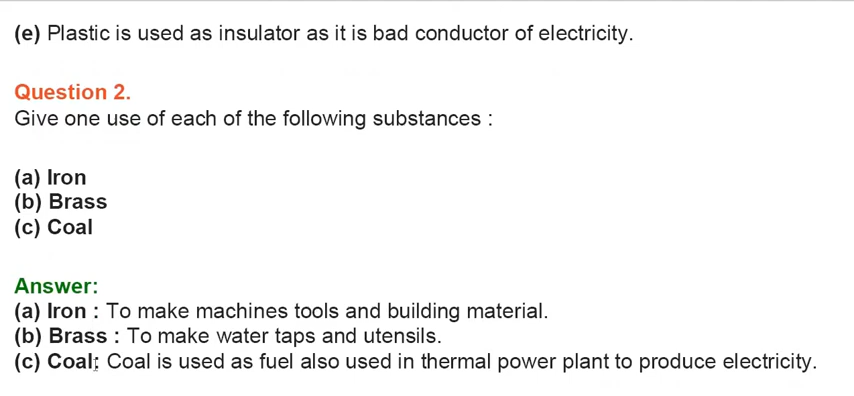 (e) Plastic is used as insulator as it is bad conductor of electricity.
Question 2.
Give one use of each of the following substances :
(a) Iron
(b) Brass
(c) Coal
Answer:
(a) Iron : To make machines tools and building material.
(b) Brass : To make water taps and utensils.
(c) Coal: Coal is used as fuel also used in thermal power plant to produce electricity.